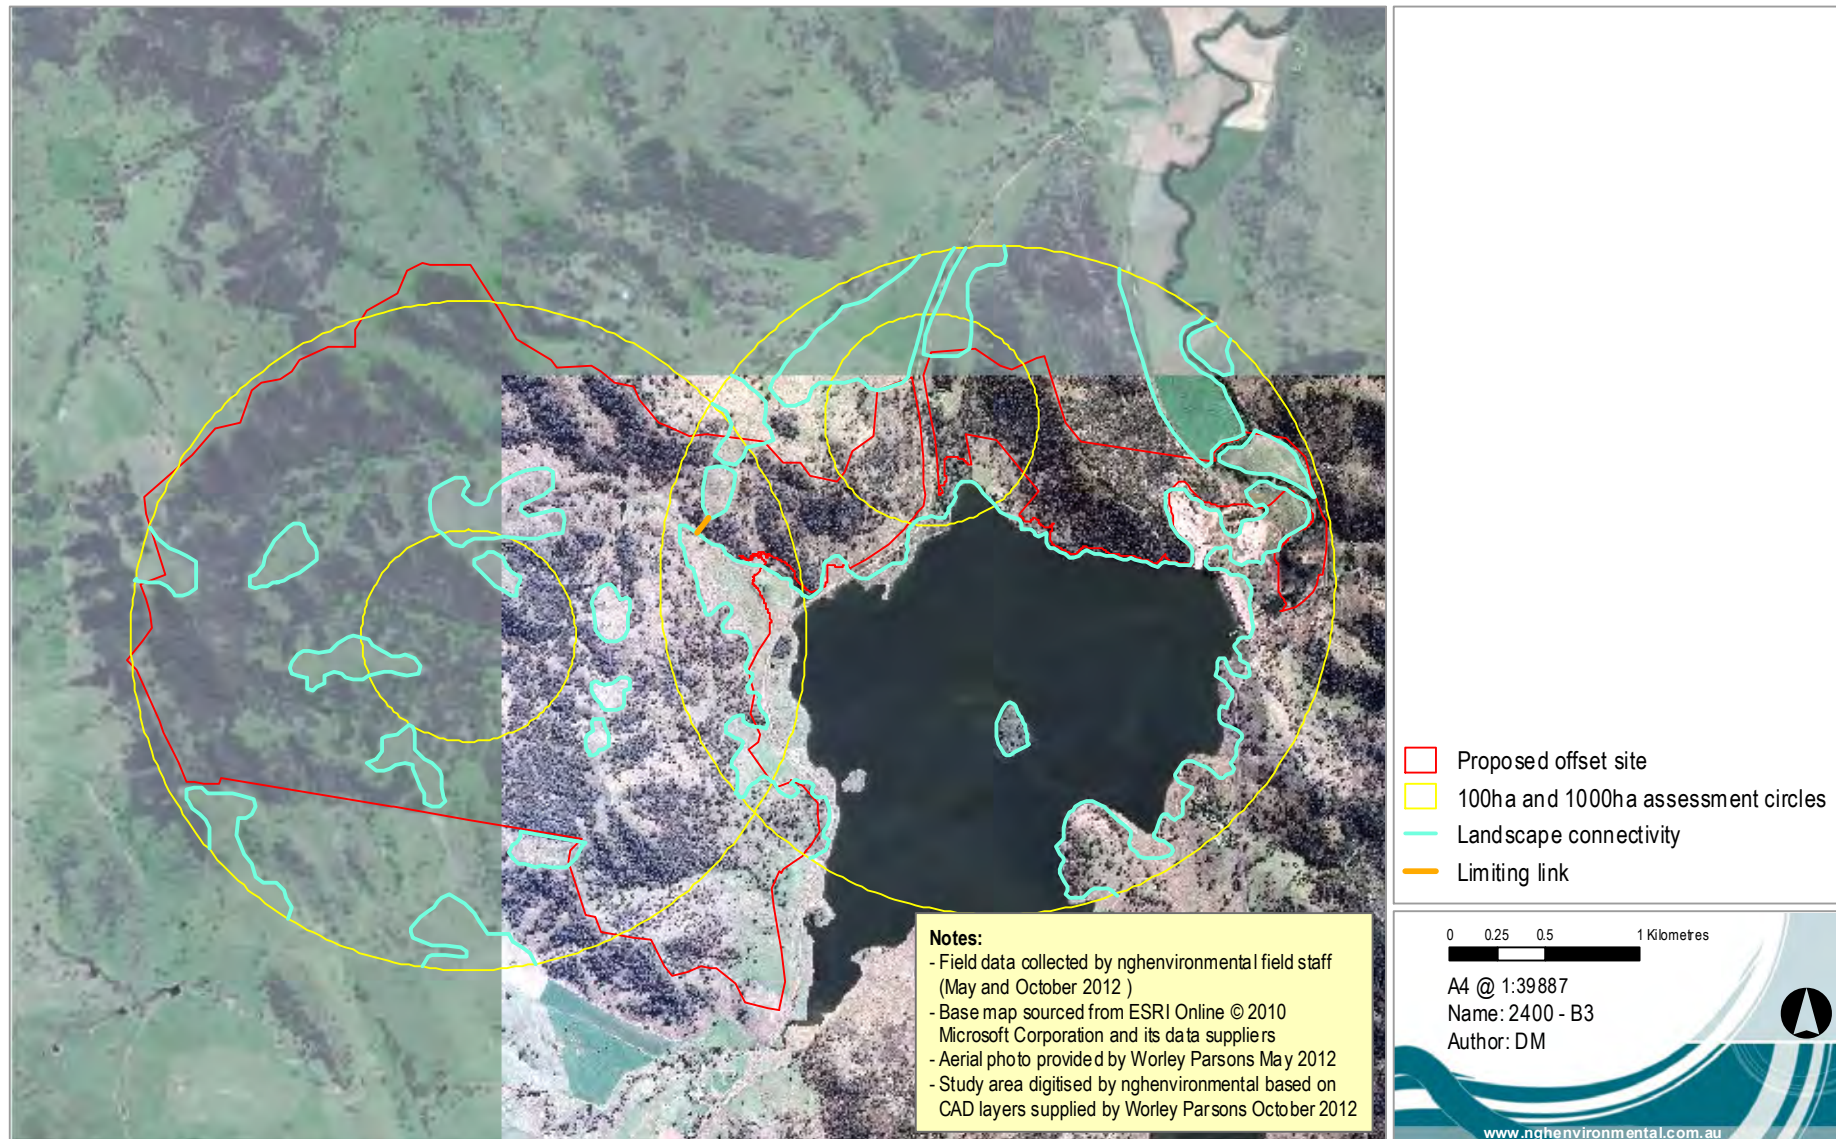 Proposed offset site
100ha and 1000ha assessment circles
Landscape connectivity
Limiting link
Notes:
- Field data collected by nghenvironmental field staff
(May and October 2012 )
- Base map sourced from ESRI Online © 2010
Microsoft Corporation and its data suppliers
- Aerial photo provided by Worley Parsons May 2012
- Study area digitised by nghenvironmental based on
CAD layers supplied by Worley Parsons October 2012
0 0.25 0.5 1 Kilometres
A4 @ 1:39887
Name: 2400 - B3
Author: DM
www.nghenvironmental.com.au